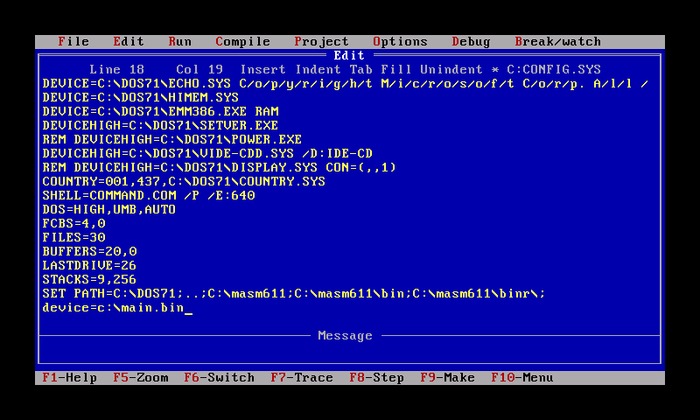 File Edit Run Compile Project Options Debug Break/watch
Edit
Line 18 Col 19 Insert Indent Tab Fill Unindent * C:CONFIG.SYS
DEVICE=C:\DOS71\ECHO.SYS C/o/p/y/r/i/g/h/t M/i/c/r/o/s/o/f/t C/o/r/p. A/l/l /
DEVICE=C:\DOS71\HIMEM.SYS
DEVICE=C:\DOS71\EMM386.EXE RAM
DEVICEHIGH=C:\DOS71\SETVER.EXE
REM DEVICEHIGH=C:\DOS71\POWER.EXE
DEVICEHIGH=C:\DOS71\VIDE-CDD.SYS /D:IDE-CD
REM DEVICEHIGH=C:\DOS71\DISPLAY.SYS CON=(,,1)
COUNTRY=001,437,C:\DOS71\COUNTRY.SYS
SHELL=COMMAND.COM /P /E:640
DOS=HIGH,UMB,AUTO
FCBS=4,0
FILES=30
BUFFERS=20,0
LASTDRIVE=26
STACKS=9,256
SET PATH=C:\DOS71;..;C:\masm611;C:\masm611\bin;C:\masm611\binr\;
device=c:\main.bin_
Message
F1-Help F5-Zoom F6-Switch F7-Trace F8-Step F9-Make F10-Menu